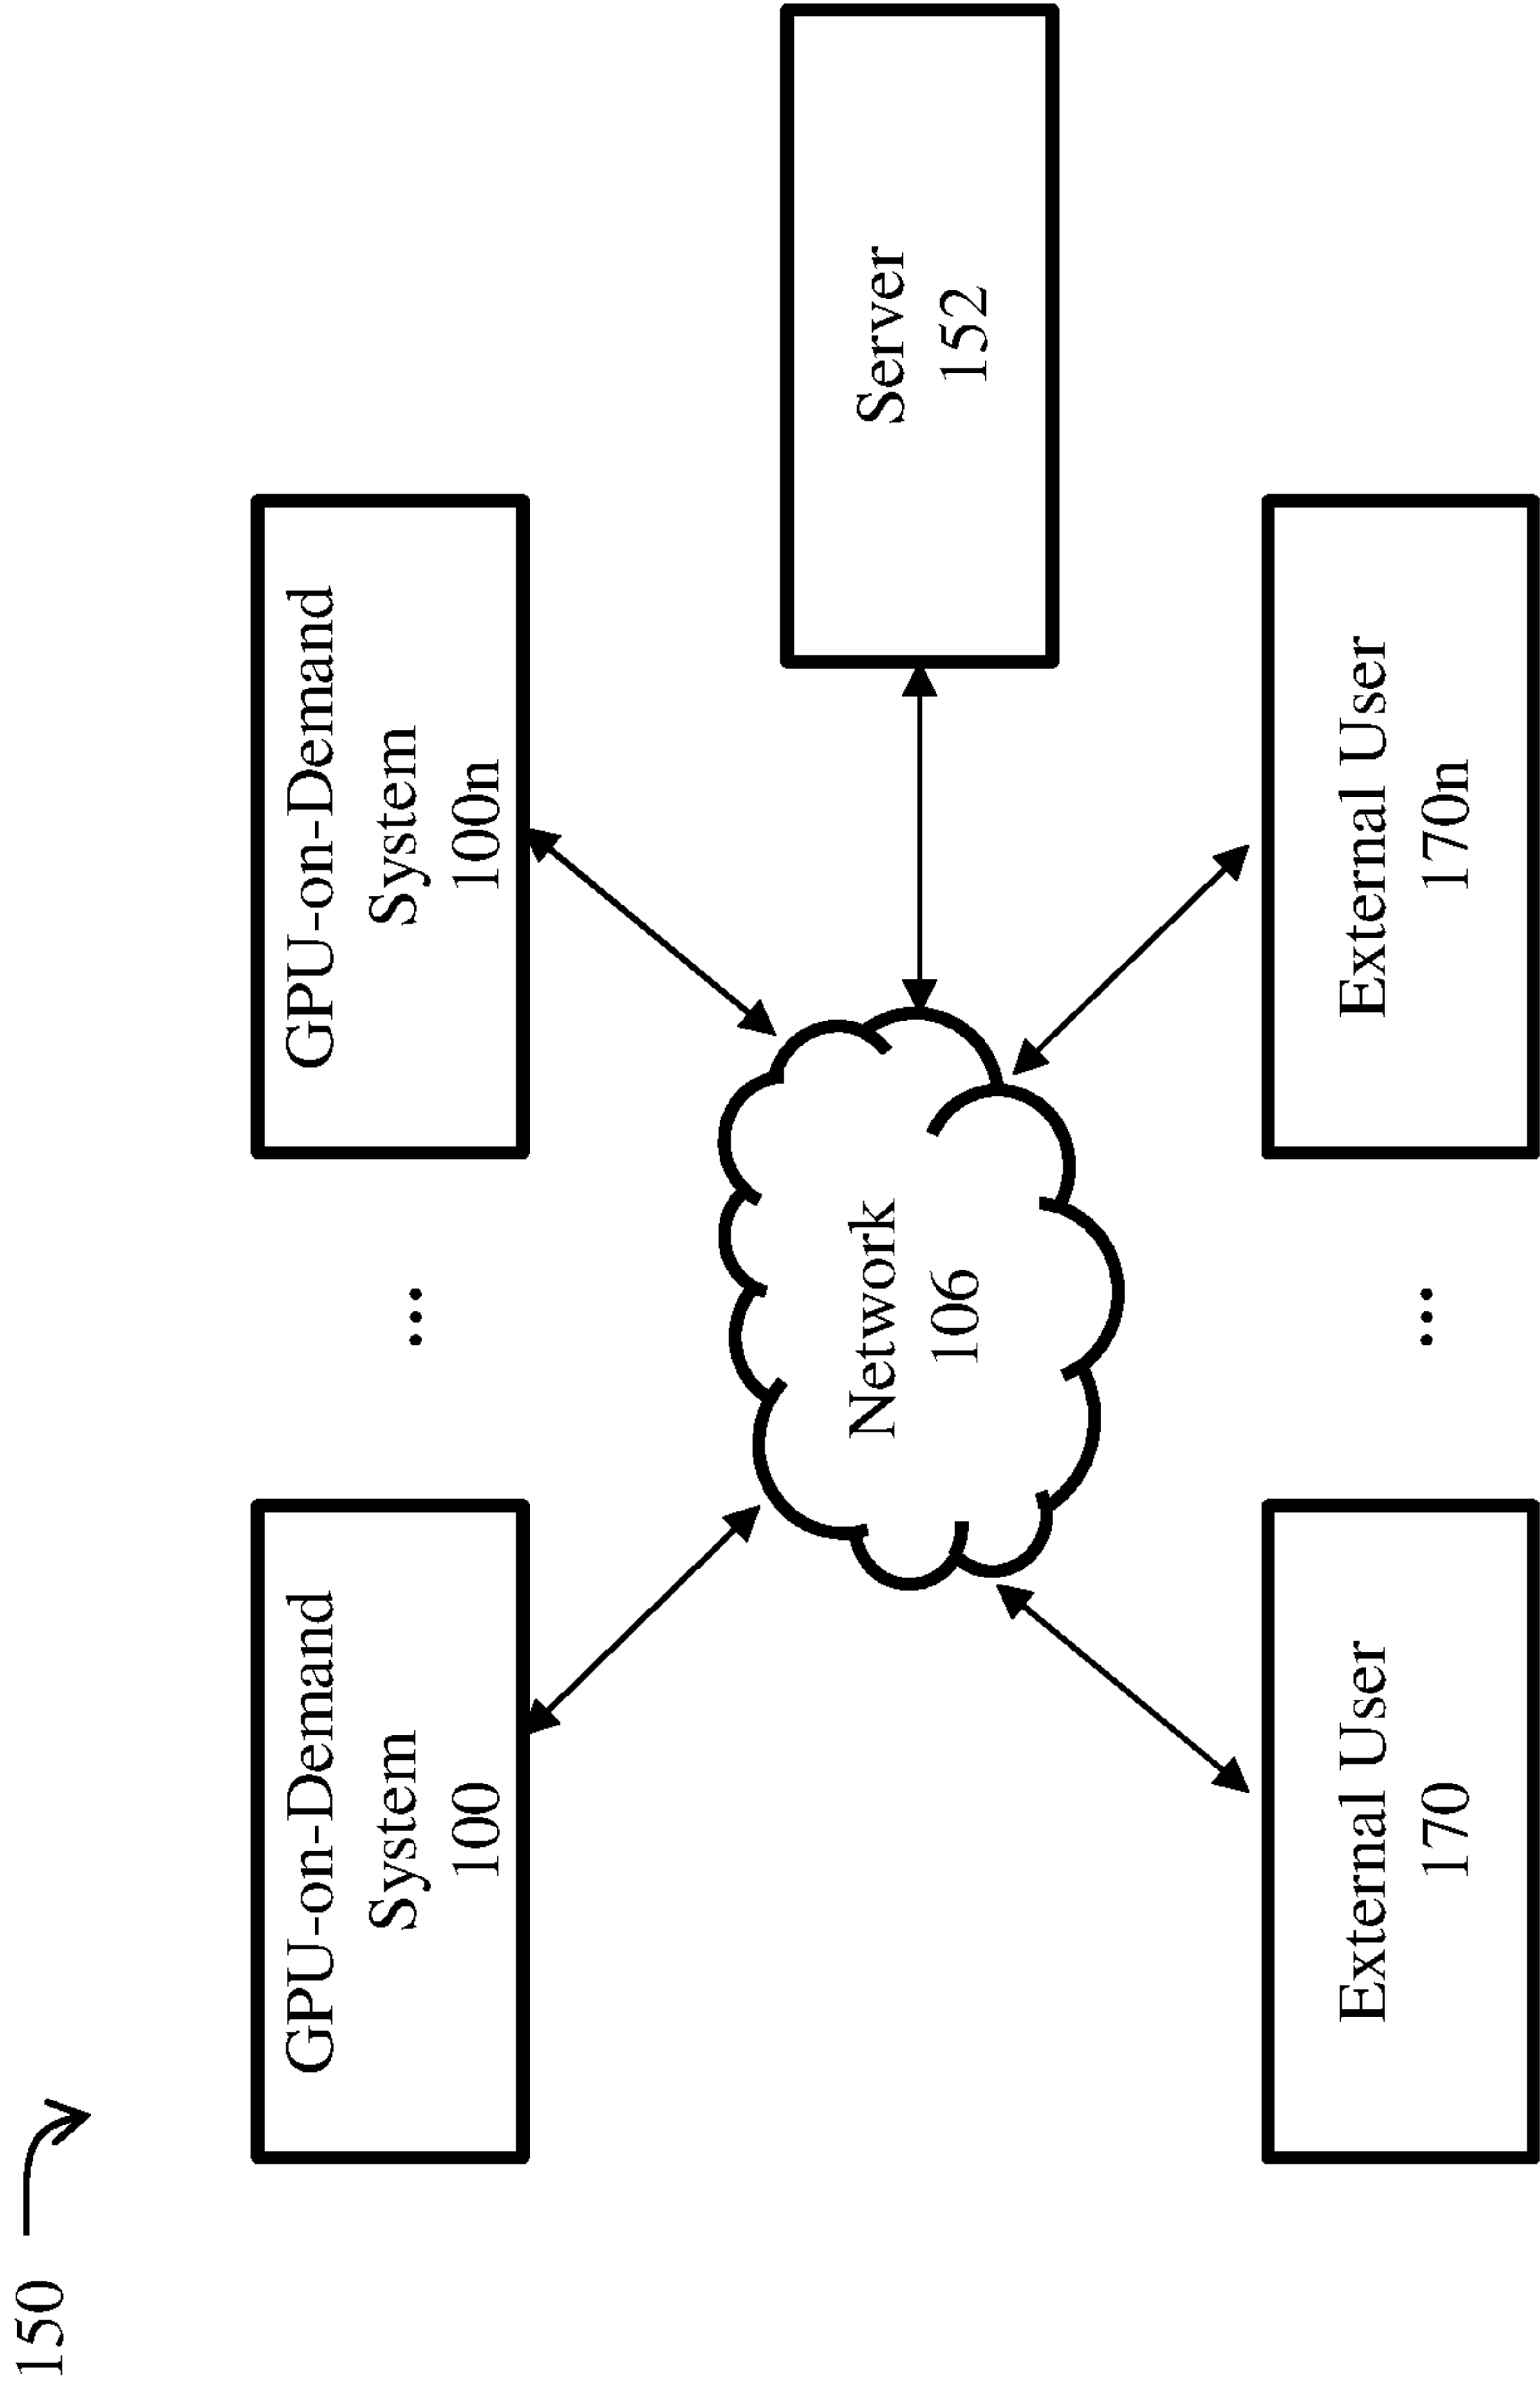 150
GPU-on-Demand
System
100
...
GPU-on-Demand
System
100n
Network
106
Server
152
External User
170
...
External User
170n